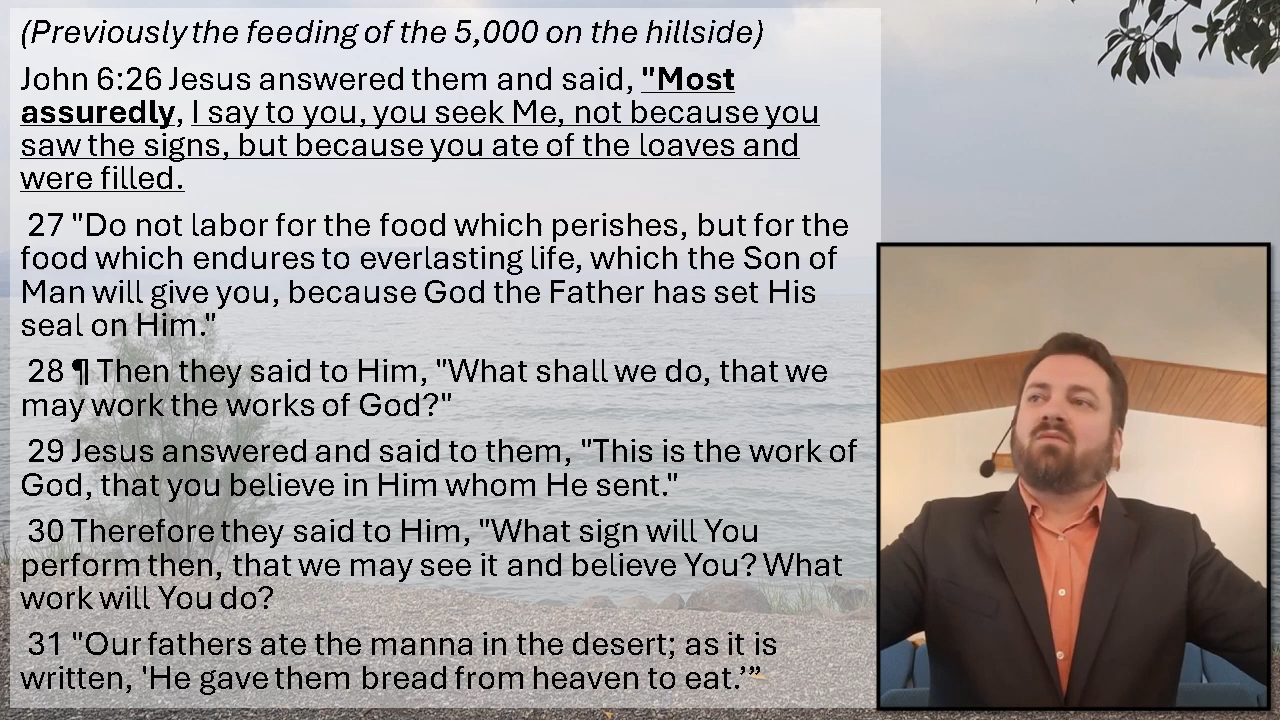 (Previously the feeding of the 5,000 on the hillside)
John 6:26 Jesus answered them and said, "Most
assuredly, I say to you, you seek Me, not because you
saw the signs, but because you ate of the loaves and
were filled.
27 "Do not labor for the food which perishes, but for the
food which endures to everlasting life, which the Son of
Man will give you, because God the Father has set His
seal on Him."
28 ¶ Then they said to Him, "What shall we do, that we
may work the works of God?"
29 Jesus answered and said to them, "This is the work of
God, that you believe in Him whom He sent."
30 Therefore they said to Him, "What sign will You
perform then, that we may see it and believe You? What
work will You do?
31 "Our fathers ate the manna in the desert; as it is
written, 'He gave them bread from heaven to eat.’”